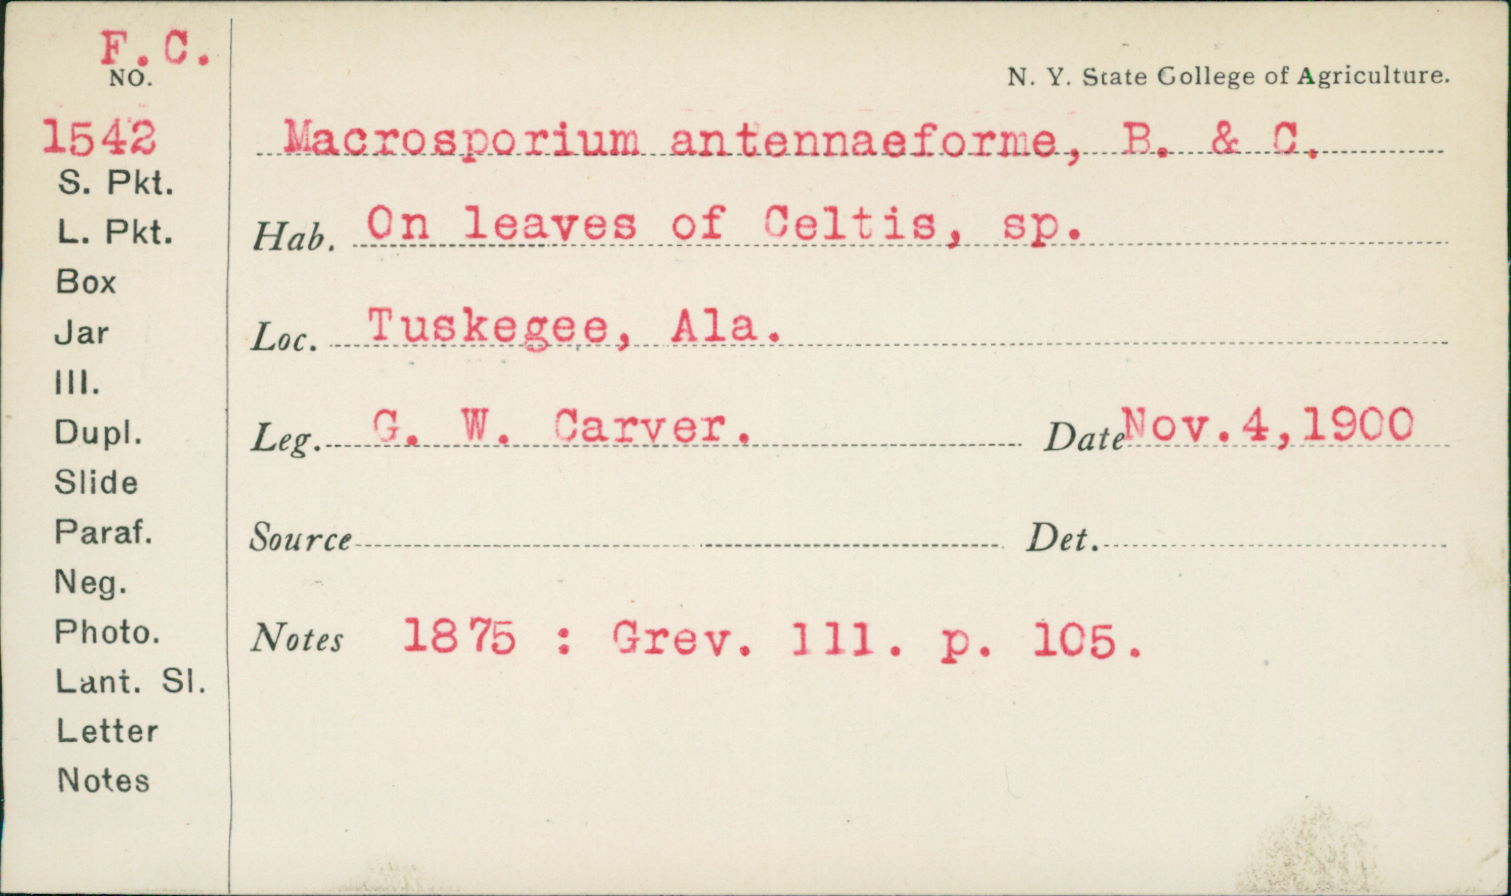 F.C.
NO.
1542
S. Pkt.
L. Pkt.
Box
Jar
Ill.
Dupl.
Slide
Paraf.
Neg.
Photo.
Lant. Sl.
Letter
Notes
N. Y. State College of Agriculture.
Macrosporium antennaeforme, B. & C.
Hab. On leaves of Celtis, sp.
Loc. Tuskegee, Ala.
Leg. G. W. Carver. Date Nov.4,1900
Source Det.
Notes 1875 : Grev. 111. p. 105.